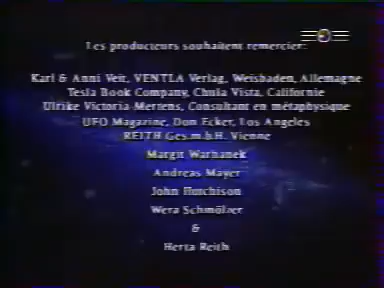 Les producteurs souhaitent remercier:
Karl & Anni Veit, VENTLA Verlag, Weisbaden, Allemagne
Tesla Book Company, Chula Vista, Californie
Ulrike Victoria-Mertens, Consultant en métaphysique
UFO Magazine, Don Ecker, Los Angeles
REITH Ges.m.b.H. Vienne
Margit Warhanek
Andreas Mayer
John Hutchison
Wera Schmölzer
&
Herta Reith